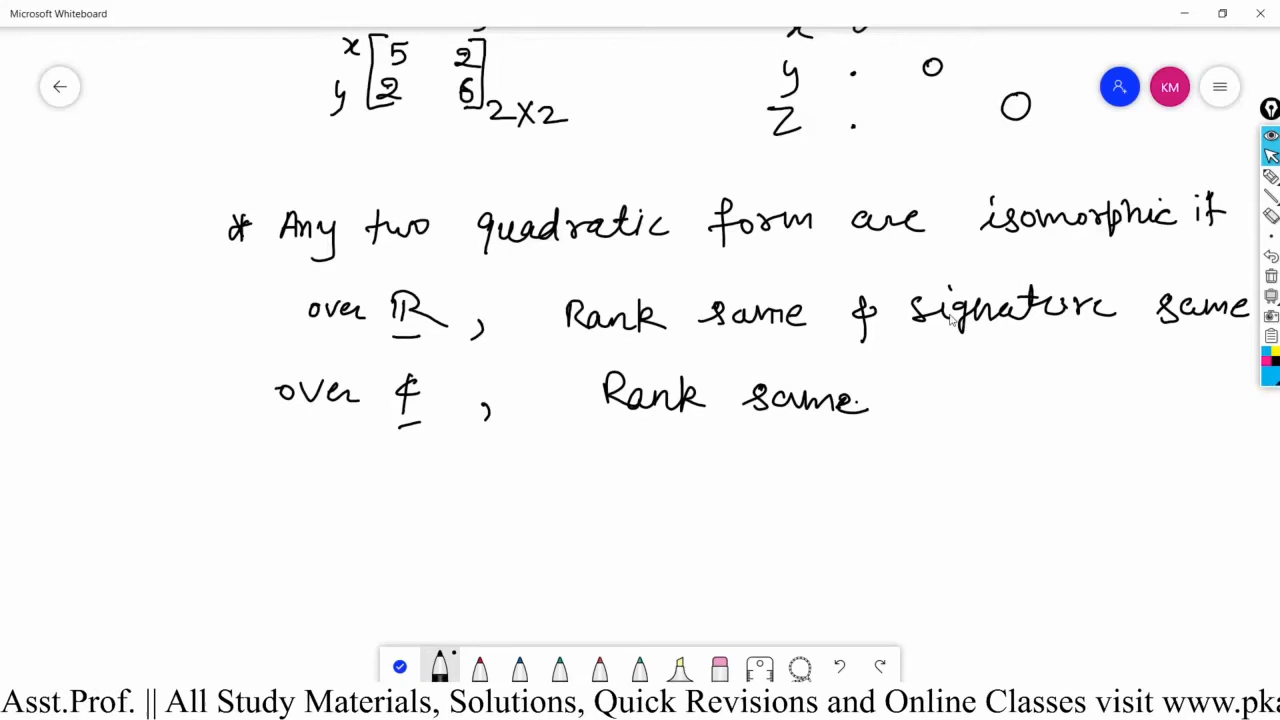 Microsoft Whiteboard
x [5 2]
y [2 6] 2×2
y . 0
z . 0
KM
* Any two quadratic form are isomorphic if
over ℝ, Rank same & signature same
over ₵, Rank same.
Asst.Prof. || All Study Materials, Solutions, Quick Revisions and Online Classes visit www.pka